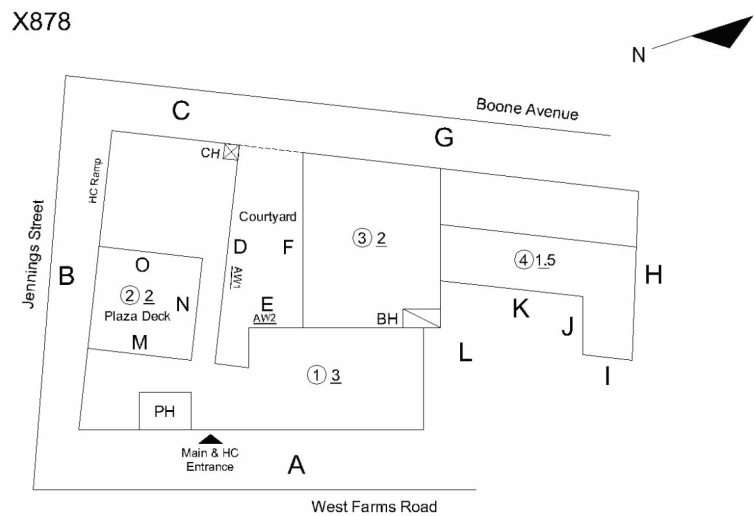 X878
N
C
Boone Avenue
G
CH
HC Ramp
Courtyard
Jennings Street
D
F
3 2
O
4 1.5
B
AW1
H
2 2
N
E
K
J
Plaza Deck
AW2
BH
M
L
1 3
I
PH
Main & HC
Entrance
A
West Farms Road